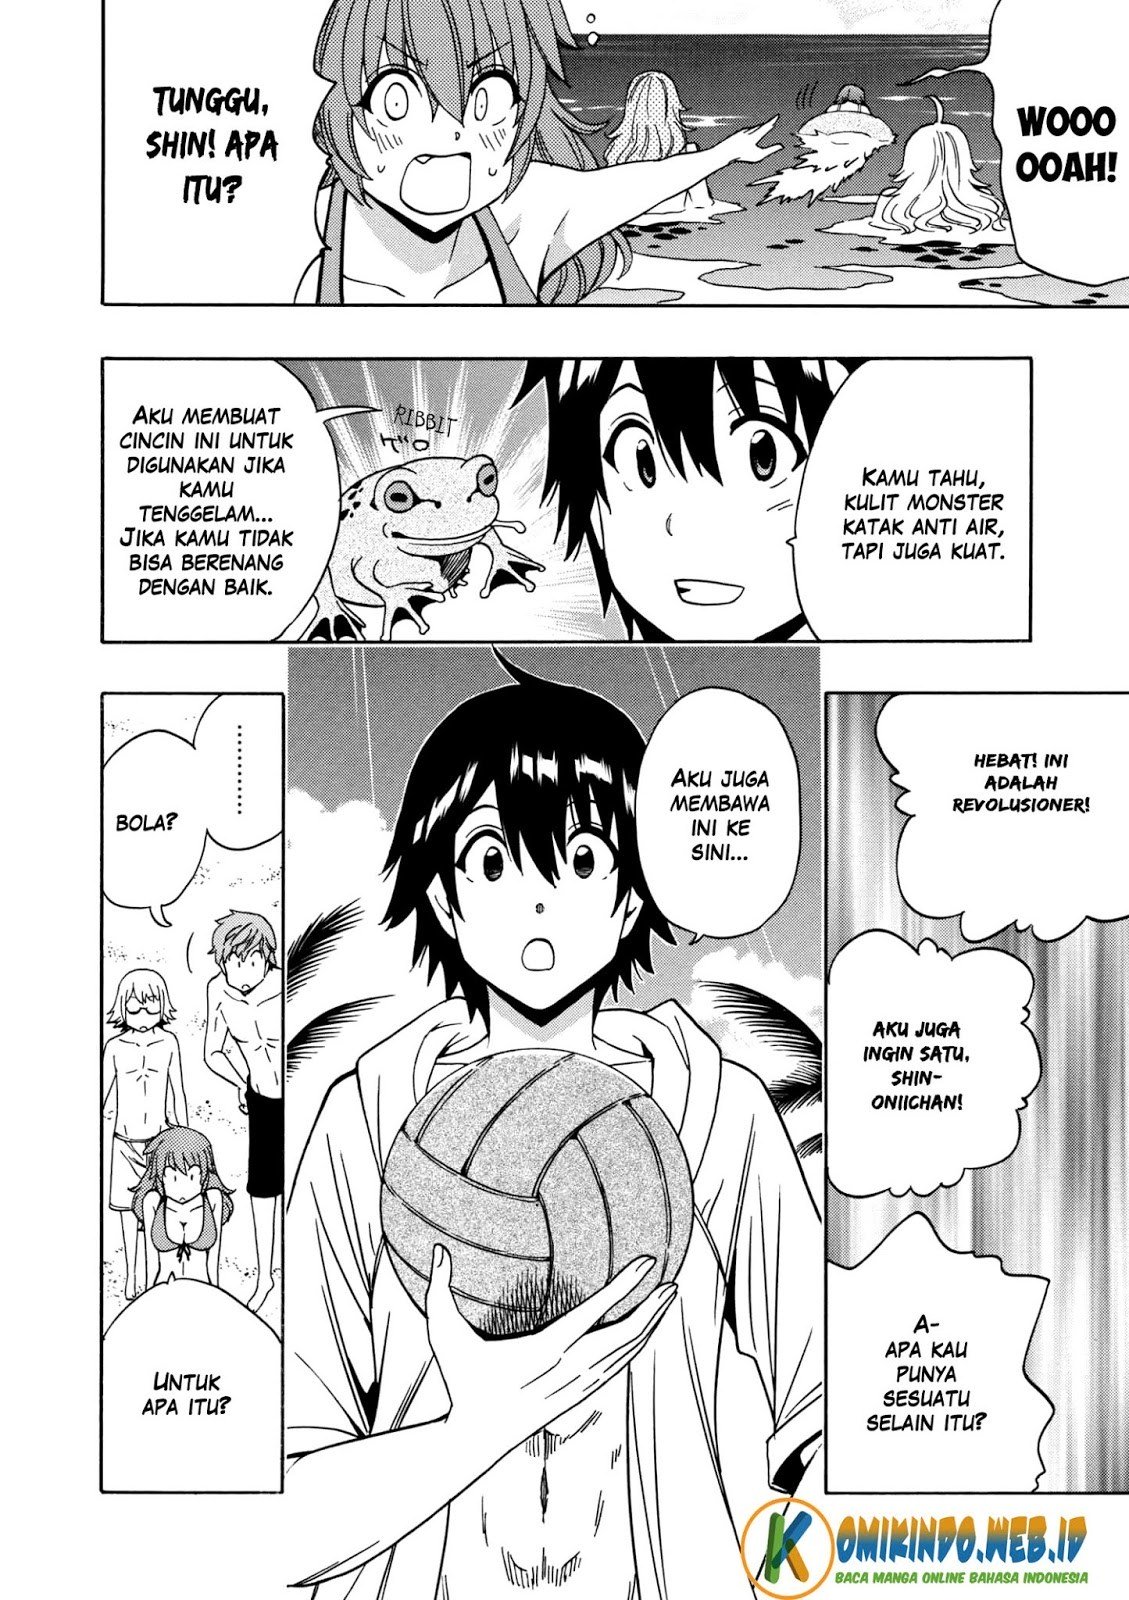 WOOO
OOAH!
TUNGGU,
SHIN! APA
ITU?
KAMU TAHU,
KULIT MONSTER
KATAK ANTI AIR,
TAPI JUGA KUAT.
RIBBIT
ゲロ
AKU MEMBUAT
CINCIN INI UNTUK
DIGUNAKAN JIKA
KAMU
TENGGELAM...
JIKA KAMU TIDAK
BISA BERENANG
DENGAN BAIK.
HEBAT! INI
ADALAH
REVOLUSIONER!
AKU JUGA
INGIN SATU,
SHIN-
ONIICHAN!
A-
APA KAU
PUNYA
SESUATU
SELAIN ITU?
AKU JUGA
MEMBAWA
INI KE
SINI...
.........
BOLA?
UNTUK
APA ITU?
KOMIKINDO.WEB.ID
BACA MANGA ONLINE BAHASA INDONESIA